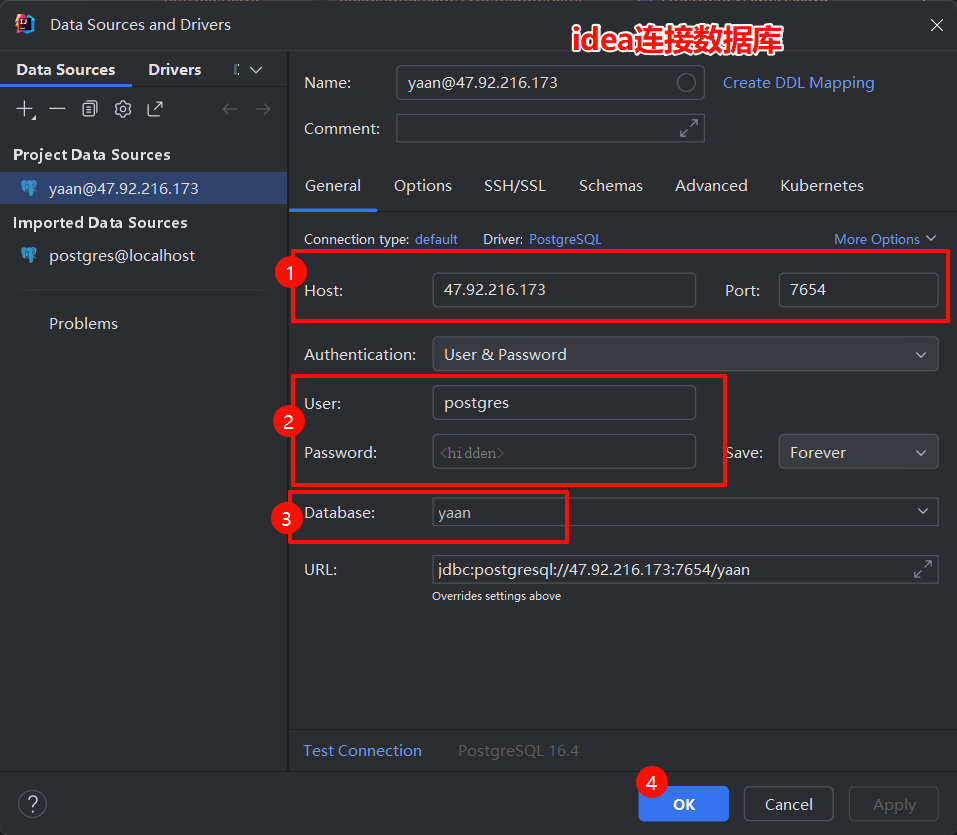 Data Sources and Drivers
idea连接数据库
Data Sources
Drivers
Name: yaan@47.92.216.173
Create DDL Mapping
Comment:
Project Data Sources
yaan@47.92.216.173
Imported Data Sources
postgres@localhost
Problems
General
Options
SSH/SSL
Schemas
Advanced
Kubernetes
Connection type: default
Driver: PostgreSQL
More Options
1
Host: 47.92.216.173
Port: 7654
Authentication: User & Password
2
User: postgres
Password: <hidden>
Save: Forever
3
Database: yaan
URL: jdbc:postgresql://47.92.216.173:7654/yaan
Overrides settings above
Test Connection
PostgreSQL 16.4
?
4
OK
Cancel
Apply